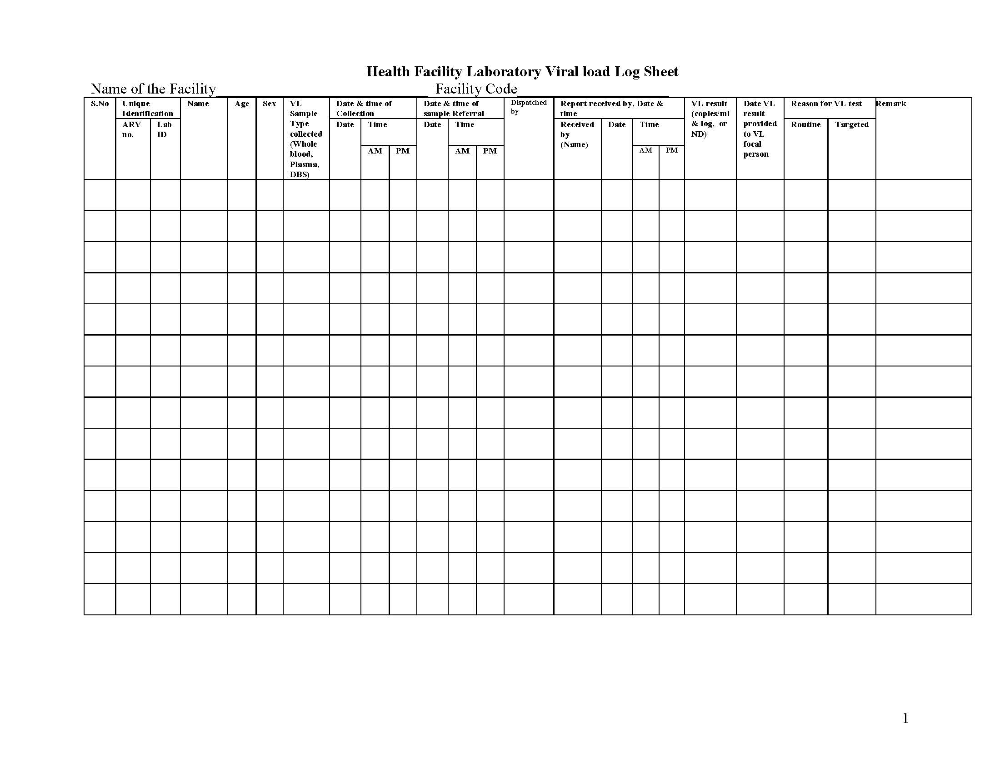 Health Facility Laboratory Viral load Log Sheet
Name of the Facility____________________________ Facility Code____________________
S.No
Unique
Identification
ARV
no.
Lab
ID
Name
Age
Sex
VL
Sample
Type
collected
(Whole
blood,
Plasma,
DBS)
Date & time of
Collection
Date
Time
AM
PM
Date & time of
sample Referral
Date
Time
AM
PM
Dispatched
by
Report received by, Date &
time
Received
by
(Name)
Date
Time
AM
PM
VL result
(copies/ml
& log, or
ND)
Date VL
result
provided
to VL
focal
person
Reason for VL test
Routine
Targeted
Remark
1